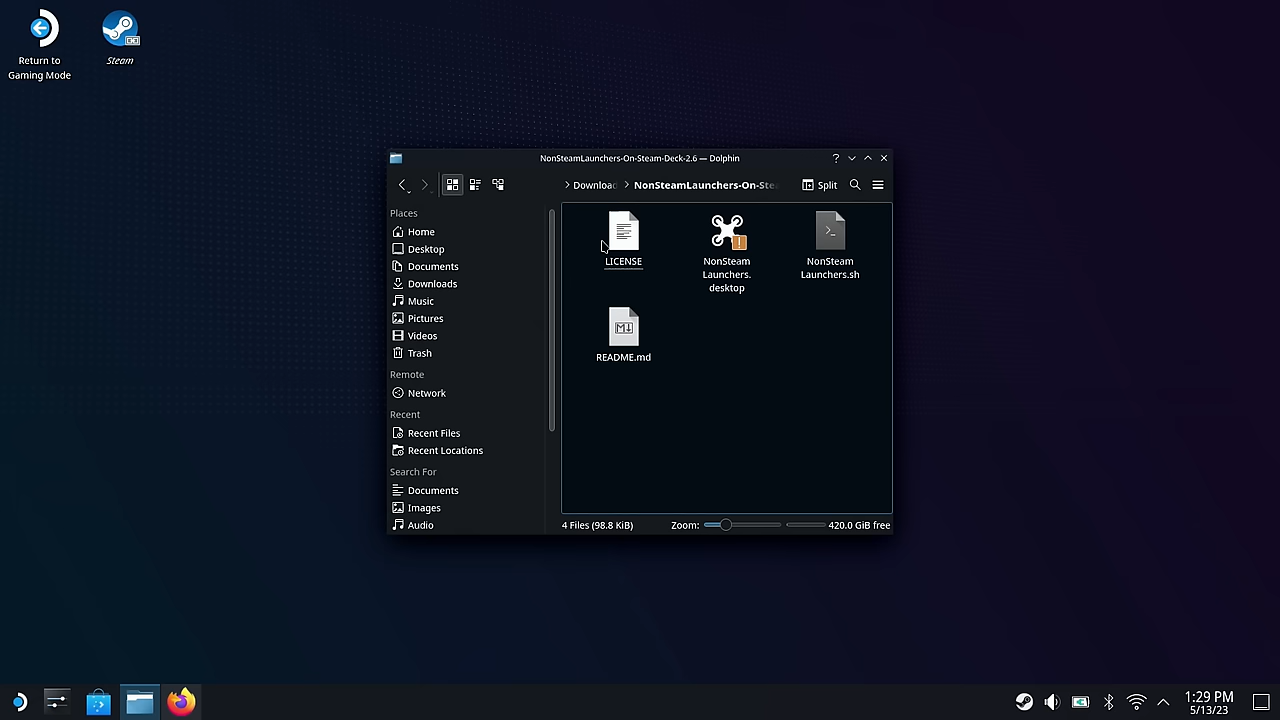 Return to
Gaming Mode
Steam
NonSteamLaunchers-On-Steam-Deck-2.6 — Dolphin
Downloa
NonSteamLaunchers-On-Stea
Split
Places
Home
Desktop
Documents
Downloads
Music
Pictures
Videos
Trash
Remote
Network
Recent
Recent Files
Recent Locations
Search For
Documents
Images
Audio
LICENSE
NonSteam
Launchers.
desktop
NonSteam
Launchers.sh
README.md
4 Files (98.8 KiB)
Zoom:
420.0 GiB free
1:29 PM
5/13/23